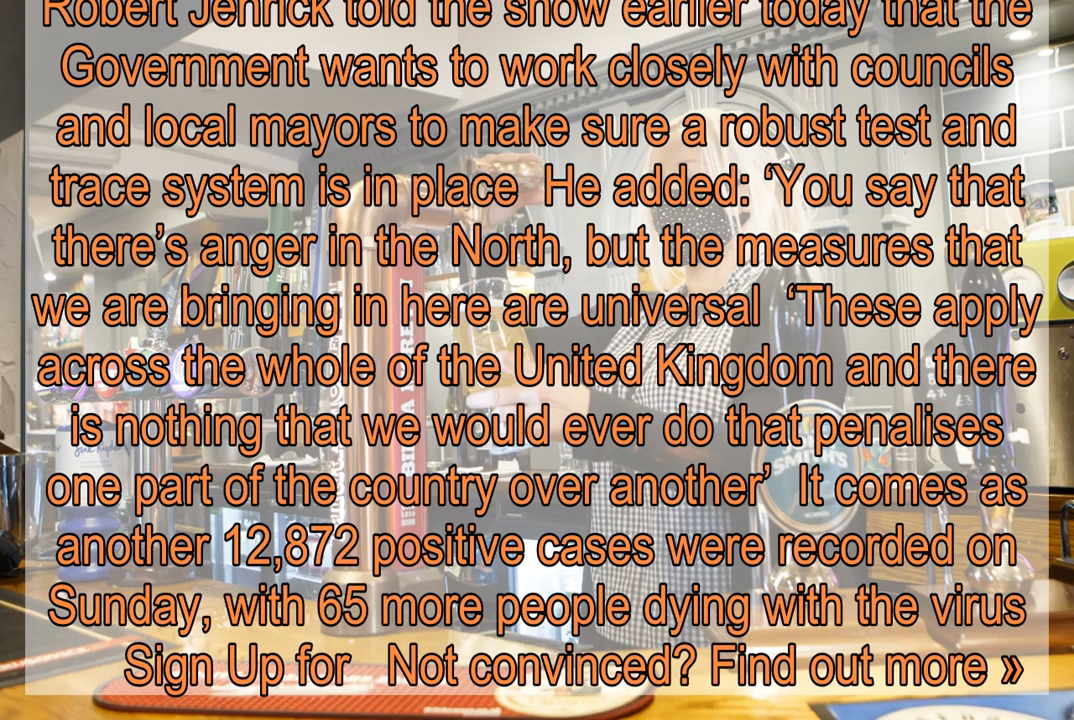 Robert Jenrick told the show earlier today that the
Government wants to work closely with councils
and local mayors to make sure a robust test and
trace system is in place  He added: ‘You say that
there’s anger in the North, but the measures that
we are bringing in here are universal  ‘These apply
across the whole of the United Kingdom and there
is nothing that we would ever do that penalises
one part of the country over another’  It comes as
another 12,872 positive cases were recorded on
Sunday, with 65 more people dying with the virus
Sign Up for   Not convinced? Find out more »
SMITH'S